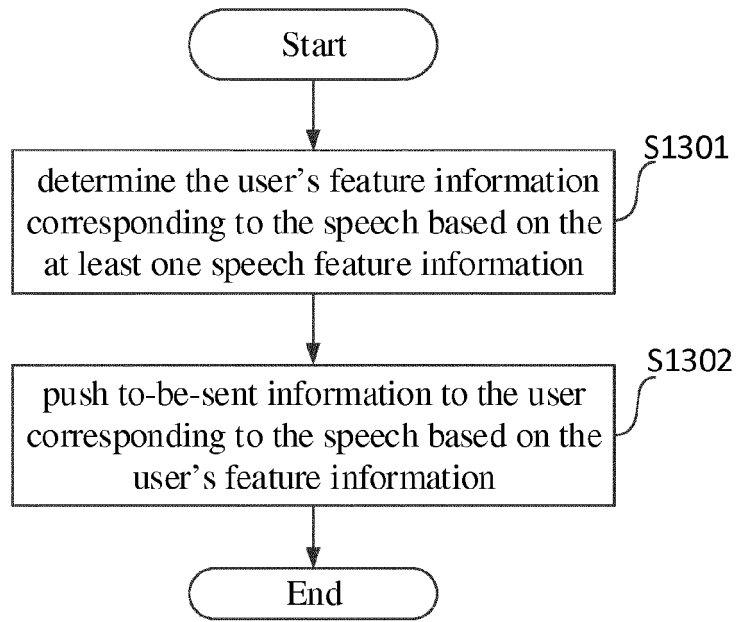 Start
S1301
determine the user's feature information
corresponding to the speech based on the
at least one speech feature information
S1302
push to-be-sent information to the user
corresponding to the speech based on the
user's feature information
End